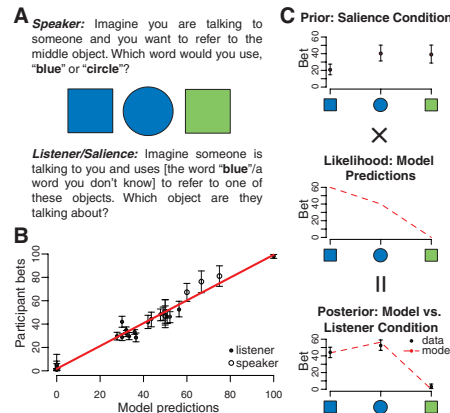 A
Speaker: Imagine you are talking to
someone and you want to refer to the
middle object. Which word would you use,
"blue" or "circle"?
Listener/Salience: Imagine someone is
talking to you and uses [the word "blue"/a
word you don't know] to refer to one of
these objects. Which object are they
talking about?
B
Participant bets
100
80
60
40
20
0
0 20 40 60 80 100
Model predictions
listener
speaker
C
Prior: Salience Condition
Bet
60
40
20
0
×
Likelihood: Model
Predictions
Bet
60
40
20
0
=
Posterior: Model vs.
Listener Condition
Bet
60
40
20
0
data
mode